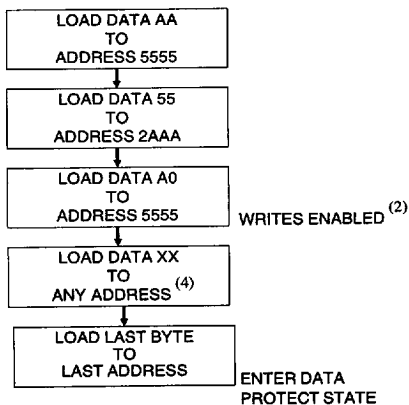 LOAD DATA AA
TO
ADDRESS 5555
LOAD DATA 55
TO
ADDRESS 2AAA
LOAD DATA A0
TO
ADDRESS 5555
WRITES ENABLED (2)
LOAD DATA XX
TO
ANY ADDRESS (4)
LOAD LAST BYTE
TO
LAST ADDRESS
ENTER DATA
PROTECT STATE